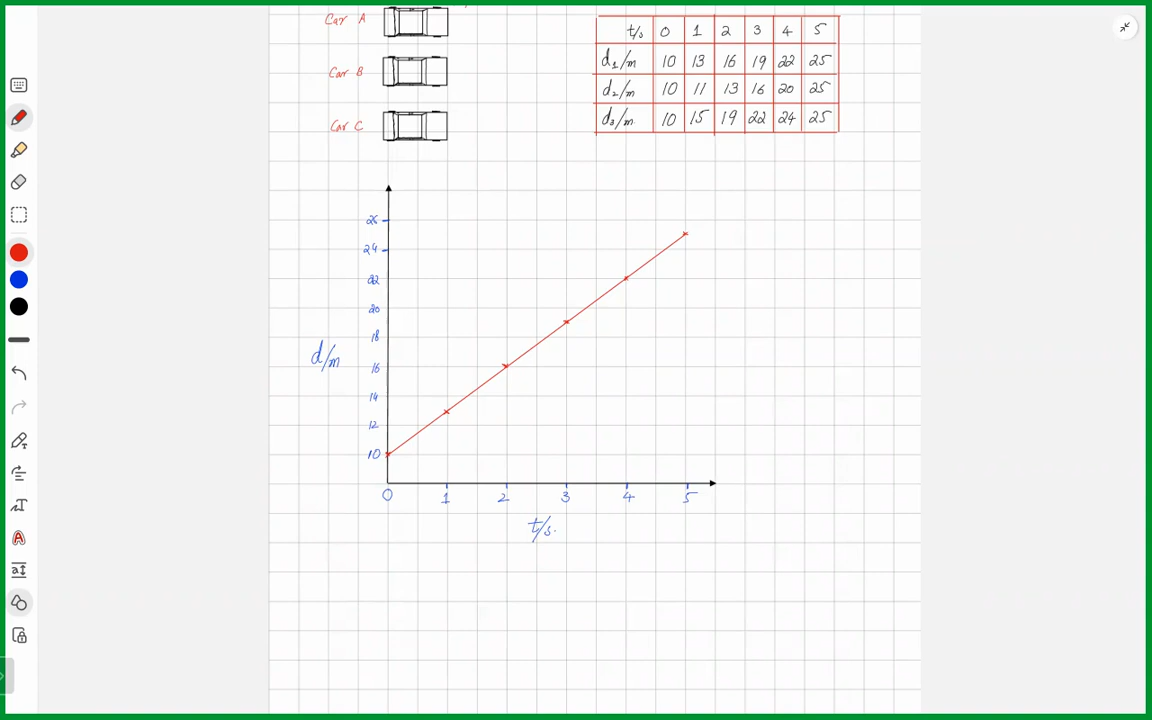 Car A
Car B
Car C
t/s 0 1 2 3 4 5
d₁/m 10 13 16 19 22 25
d₂/m 10 11 13 16 20 25
d₃/m 10 15 19 22 24 25
26
24
22
20
18
d/m
16
14
12
10
0 1 2 3 4 5
t/s.